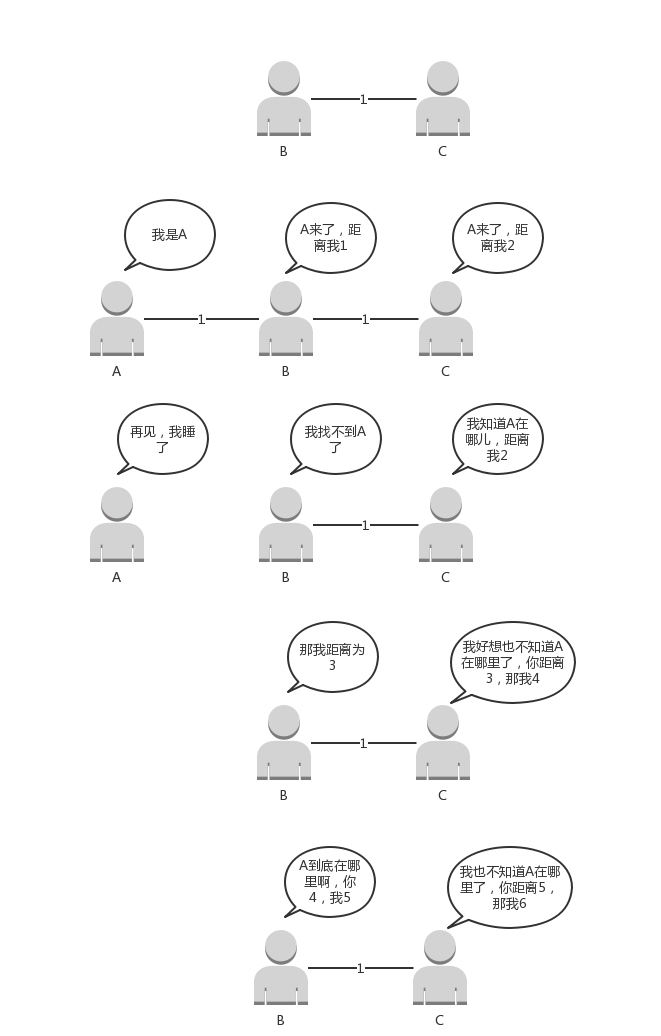 1
B
C
我是A
A来了，距
离我1
A来了，距
离我2
1
1
A
B
C
再见，我睡
了
我找不到A
了
我知道A在
哪儿，距离
我2
1
A
B
C
那我距离为
3
我好想也不知道A
在哪里了，你距离
3，那我4
1
B
C
A到底在哪
里啊，你
4，我5
我也不知道A在哪
里了，你距离5，
那我6
1
B
C